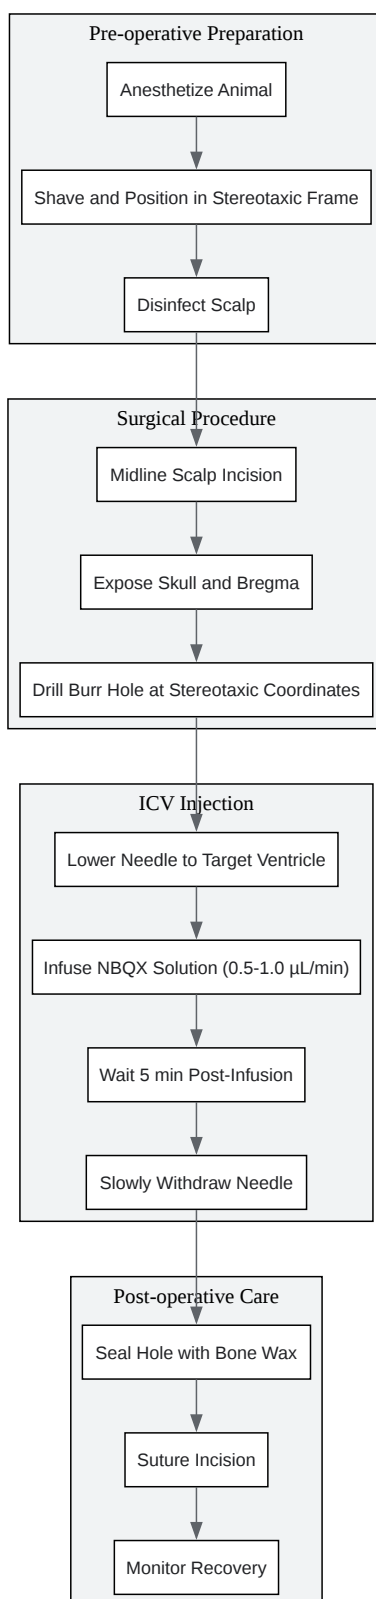 Pre-operative Preparation
Anesthetize Animal
Shave and Position in Stereotaxic Frame
Disinfect Scalp
Surgical Procedure
Midline Scalp Incision
Expose Skull and Bregma
Drill Burr Hole at Stereotaxic Coordinates
ICV Injection
Lower Needle to Target Ventricle
Infuse NBQX Solution (0.5-1.0 µL/min)
Wait 5 min Post-Infusion
Slowly Withdraw Needle
Post-operative Care
Seal Hole with Bone Wax
Suture Incision
Monitor Recovery